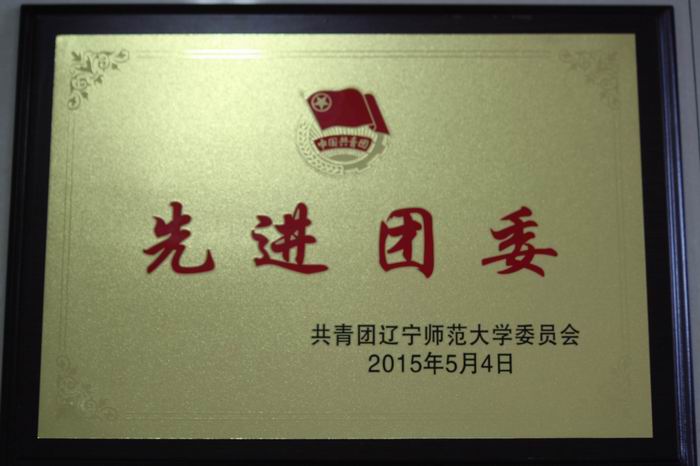 中国共青团
先进团委
共青团辽宁师范大学委员会
2015年5月4日